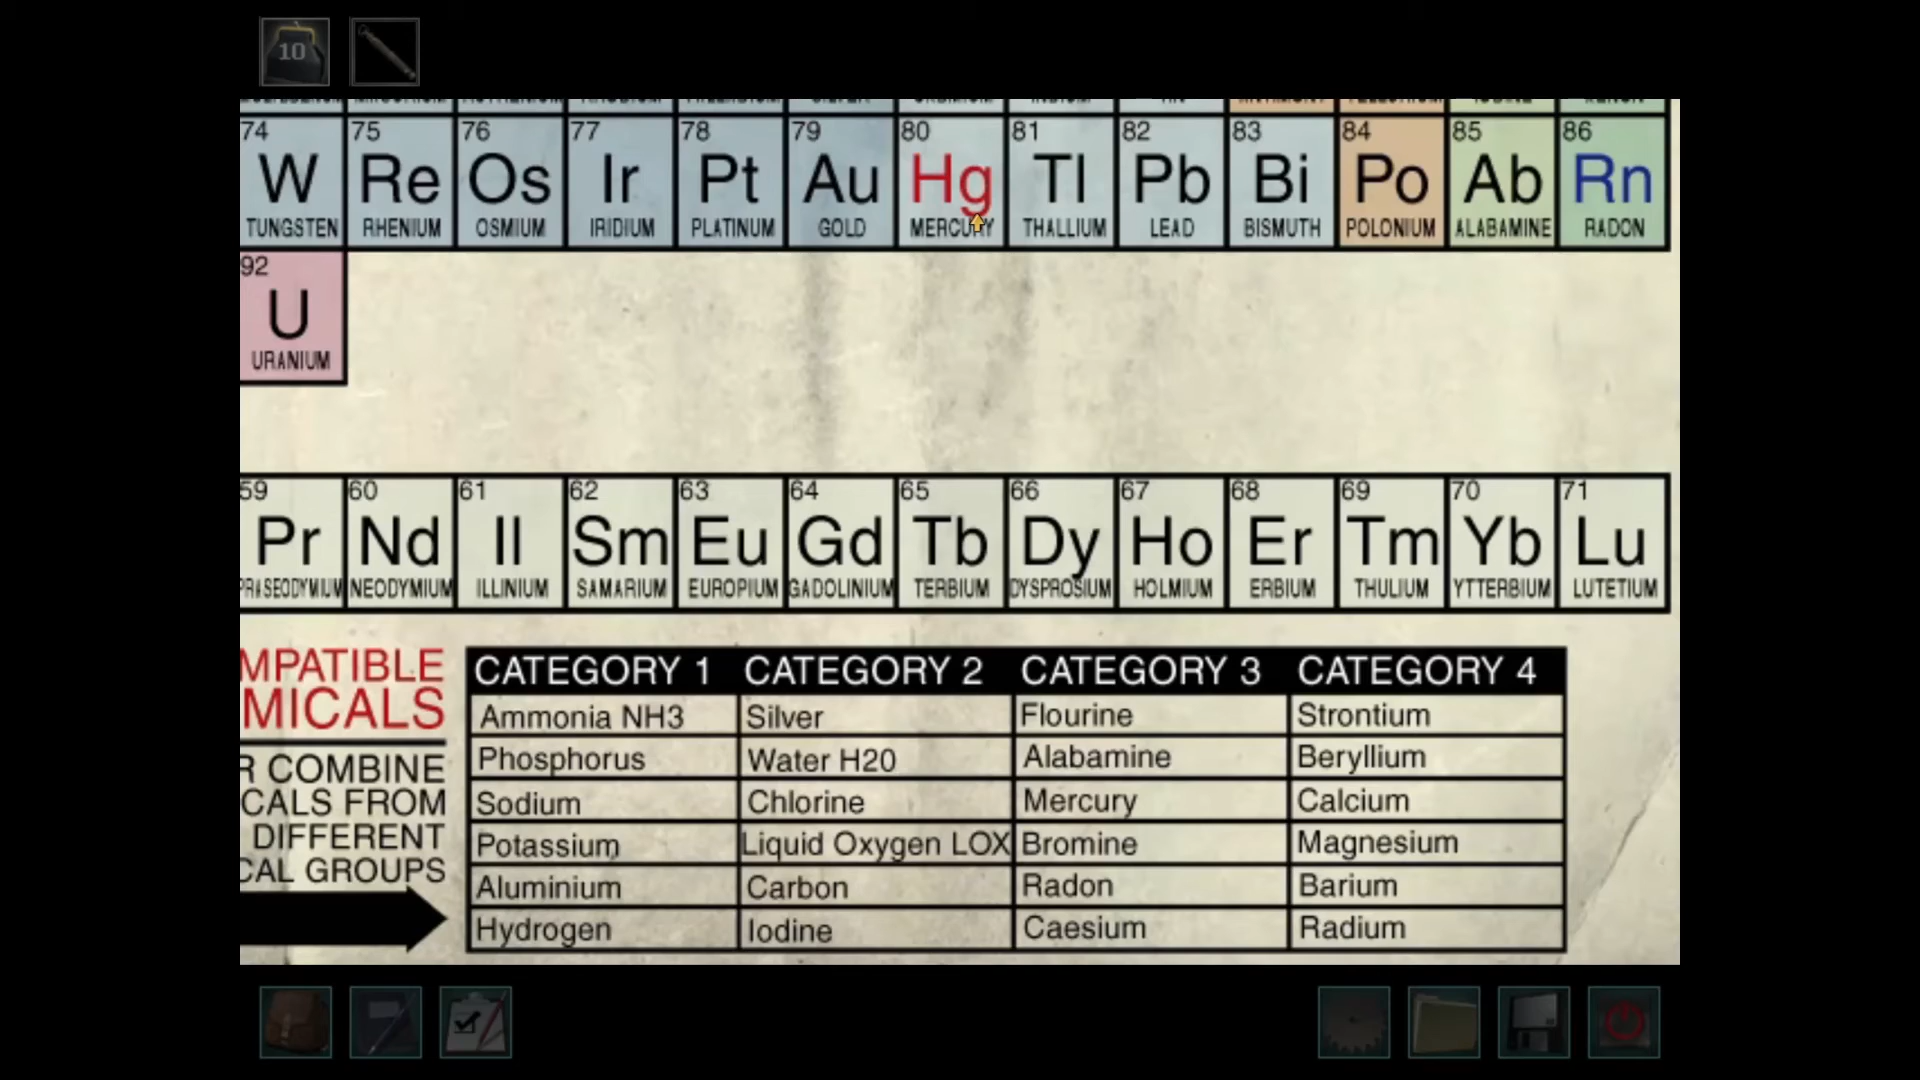 10
74 75 76 77 78 79 80 81 82 83 84 85 86
W Re Os Ir Pt Au Hg Tl Pb Bi Po Ab Rn
TUNGSTEN RHENIUM OSMIUM IRIDIUM PLATINUM GOLD MERCURY THALLIUM LEAD BISMUTH POLONIUM ALABAMINE RADON
92
U
URANIUM
59 60 61 62 63 64 65 66 67 68 69 70 71
Pr Nd Il Sm Eu Gd Tb Dy Ho Er Tm Yb Lu
PRASEODYMIUM NEODYMIUM ILLINIUM SAMARIUM EUROPIUM GADOLINIUM TERBIUM DYSPROSIUM HOLMIUM ERBIUM THULIUM YTTERBIUM LUTETIUM
MPATIBLE
MICALS
R COMBINE
CALS FROM
DIFFERENT
CAL GROUPS
CATEGORY 1 CATEGORY 2 CATEGORY 3 CATEGORY 4
Ammonia NH3 Silver Flourine Strontium
Phosphorus Water H20 Alabamine Beryllium
Sodium Chlorine Mercury Calcium
Potassium Liquid Oxygen LOX Bromine Magnesium
Aluminium Carbon Radon Barium
Hydrogen Iodine Caesium Radium